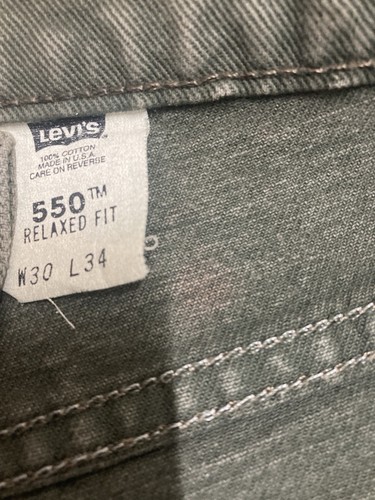 Levi's
100% COTTON
MADE IN U.S.A.
CARE ON REVERSE
550™
RELAXED FIT
W30 L34